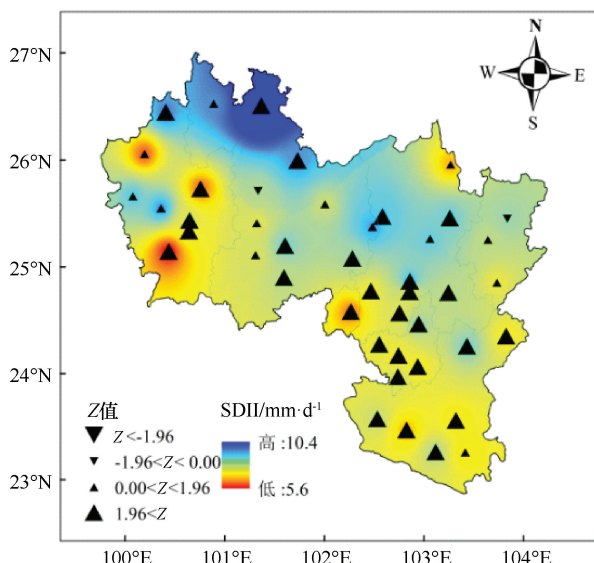 N
W E
S
27°N
26°N
25°N
24°N
23°N
Z值
Z<-1.96
-1.96<Z<0.00
0.00<Z<1.96
1.96<Z
SDII/mm·d⁻¹
高:10.4
低:5.6
100°E 101°E 102°E 103°E 104°E